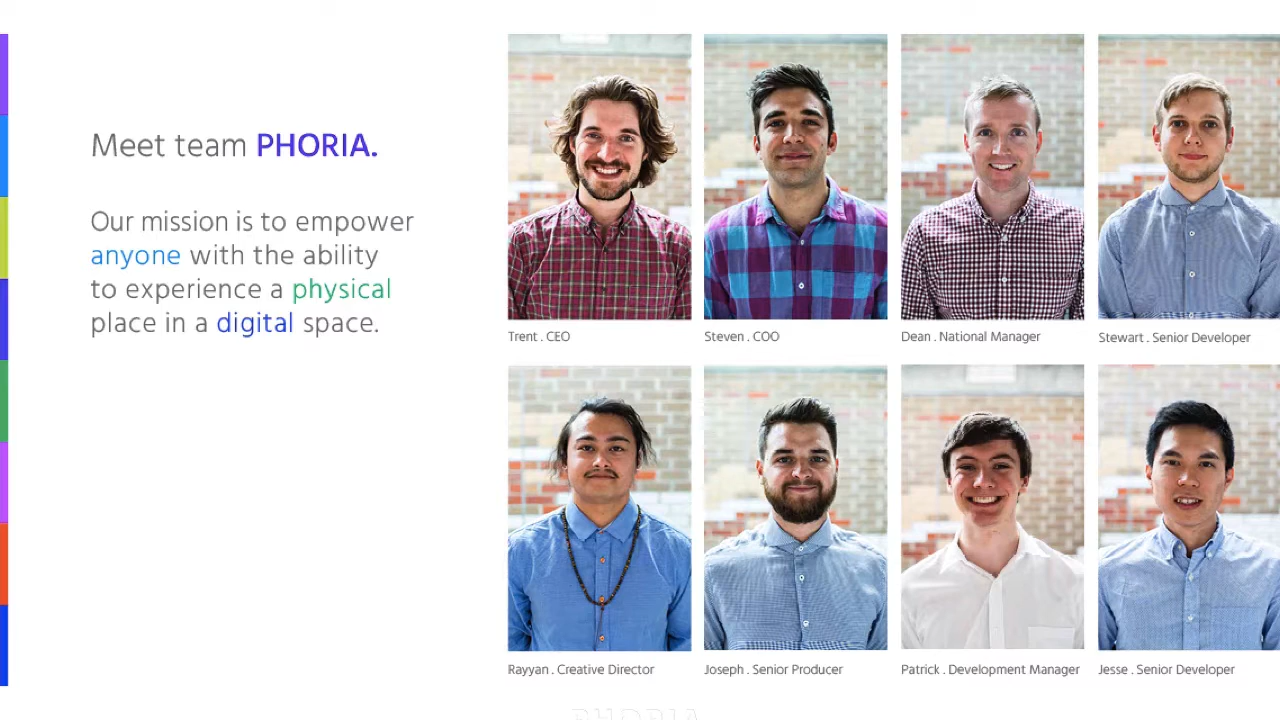 Meet team PHORIA.
Our mission is to empower
anyone with the ability
to experience a physical
place in a digital space.
Trent . CEO
Steven . COO
Dean . National Manager
Stewart . Senior Developer
Rayyan . Creative Director
Joseph . Senior Producer
Patrick . Development Manager
Jesse . Senior Developer
PHORIA